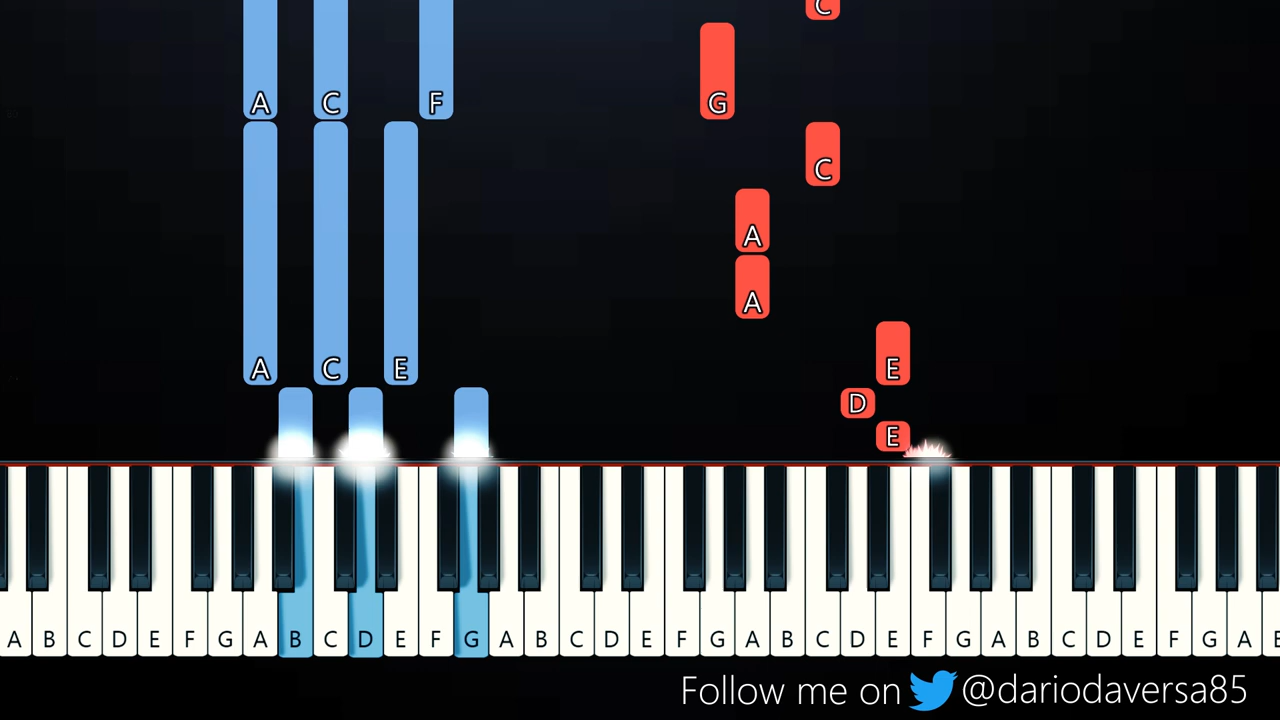 C
A C F G
C
A
A
A C E E
D
E
A B C D E F G A B C D E F G A B C D E F G A B C D E F G A B C D E F G A
Follow me on @dariodaversa85